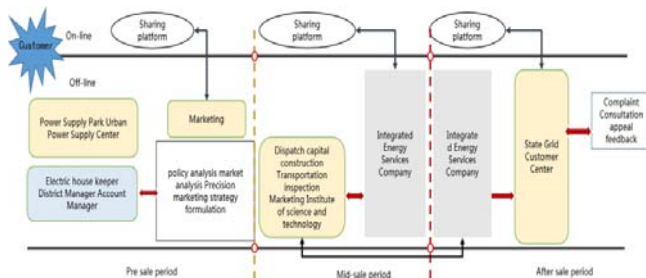 Customer
On-line
Off-line
Sharing
platform
Sharing
platform
Sharing
platform
Power Supply Park Urban
Power Supply Center
Electric house keeper
District Manager Account
Manager
Marketing
policy analysis market
analysis Precision
marketing strategy
formulation
Dispatch capital
construction
Transportation
inspection
Marketing Institute
of science and
technology
Integrated
Energy
Services
Company
Integrate
d Energy
Services
Company
State Grid
Customer
Center
Complaint
Consultation
appeal
feedback
Pre sale period
Mid-sale period
After sale period